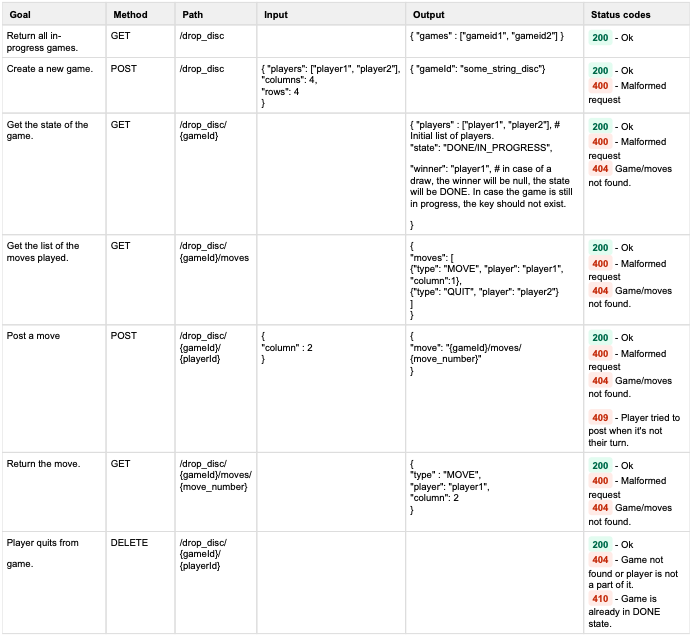 Goal Method Path Input Output Status codes
Return all in-
progress games.
GET
/drop_disc
{ "games" : ["gameid1", "gameid2"] }
200 - Ok
Create a new game.
POST
/drop_disc
{ "players": ["player1", "player2"],
"columns": 4,
"rows": 4
}
{ "gameId": "some_string_disc"}
200 - Ok
400 - Malformed
request
Get the state of the
game.
GET
/drop_disc/
{gameId}
{ "players" : ["player1", "player2"], #
Initial list of players.
"state": "DONE/IN_PROGRESS",
"winner": "player1", # in case of a
draw, the winner will be null, the state
will be DONE. In case the game is still
in progress, the key should not exist.
}
200 - Ok
400 - Malformed
request
404 Game/moves
not found.
Get the list of the
moves played.
GET
/drop_disc/
{gameId}/moves
{
"moves": [
{"type": "MOVE", "player": "player1",
"column":1},
{"type": "QUIT", "player": "player2"}
]
}
200 - Ok
400 - Malformed
request
404 Game/moves
not found.
Post a move
POST
/drop_disc/
{gameId}/
{playerId}
{
"column" : 2
}
{
"move": "{gameId}/moves/
{move_number}"
}
200 - Ok
400 - Malformed
request
404 Game/moves
not found.
409 - Player tried to
post when it's not
their turn.
Return the move.
GET
/drop_disc/
{gameId}/moves/
{move_number}
{
"type" : "MOVE",
"player": "player1",
"column": 2
}
200 - Ok
400 - Malformed
request
404 Game/moves
not found.
Player quits from
game.
DELETE
/drop_disc/
{gameId}/
{playerId}
200 - Ok
404 - Game not
found or player is not
a part of it.
410 - Game is
already in DONE
state.